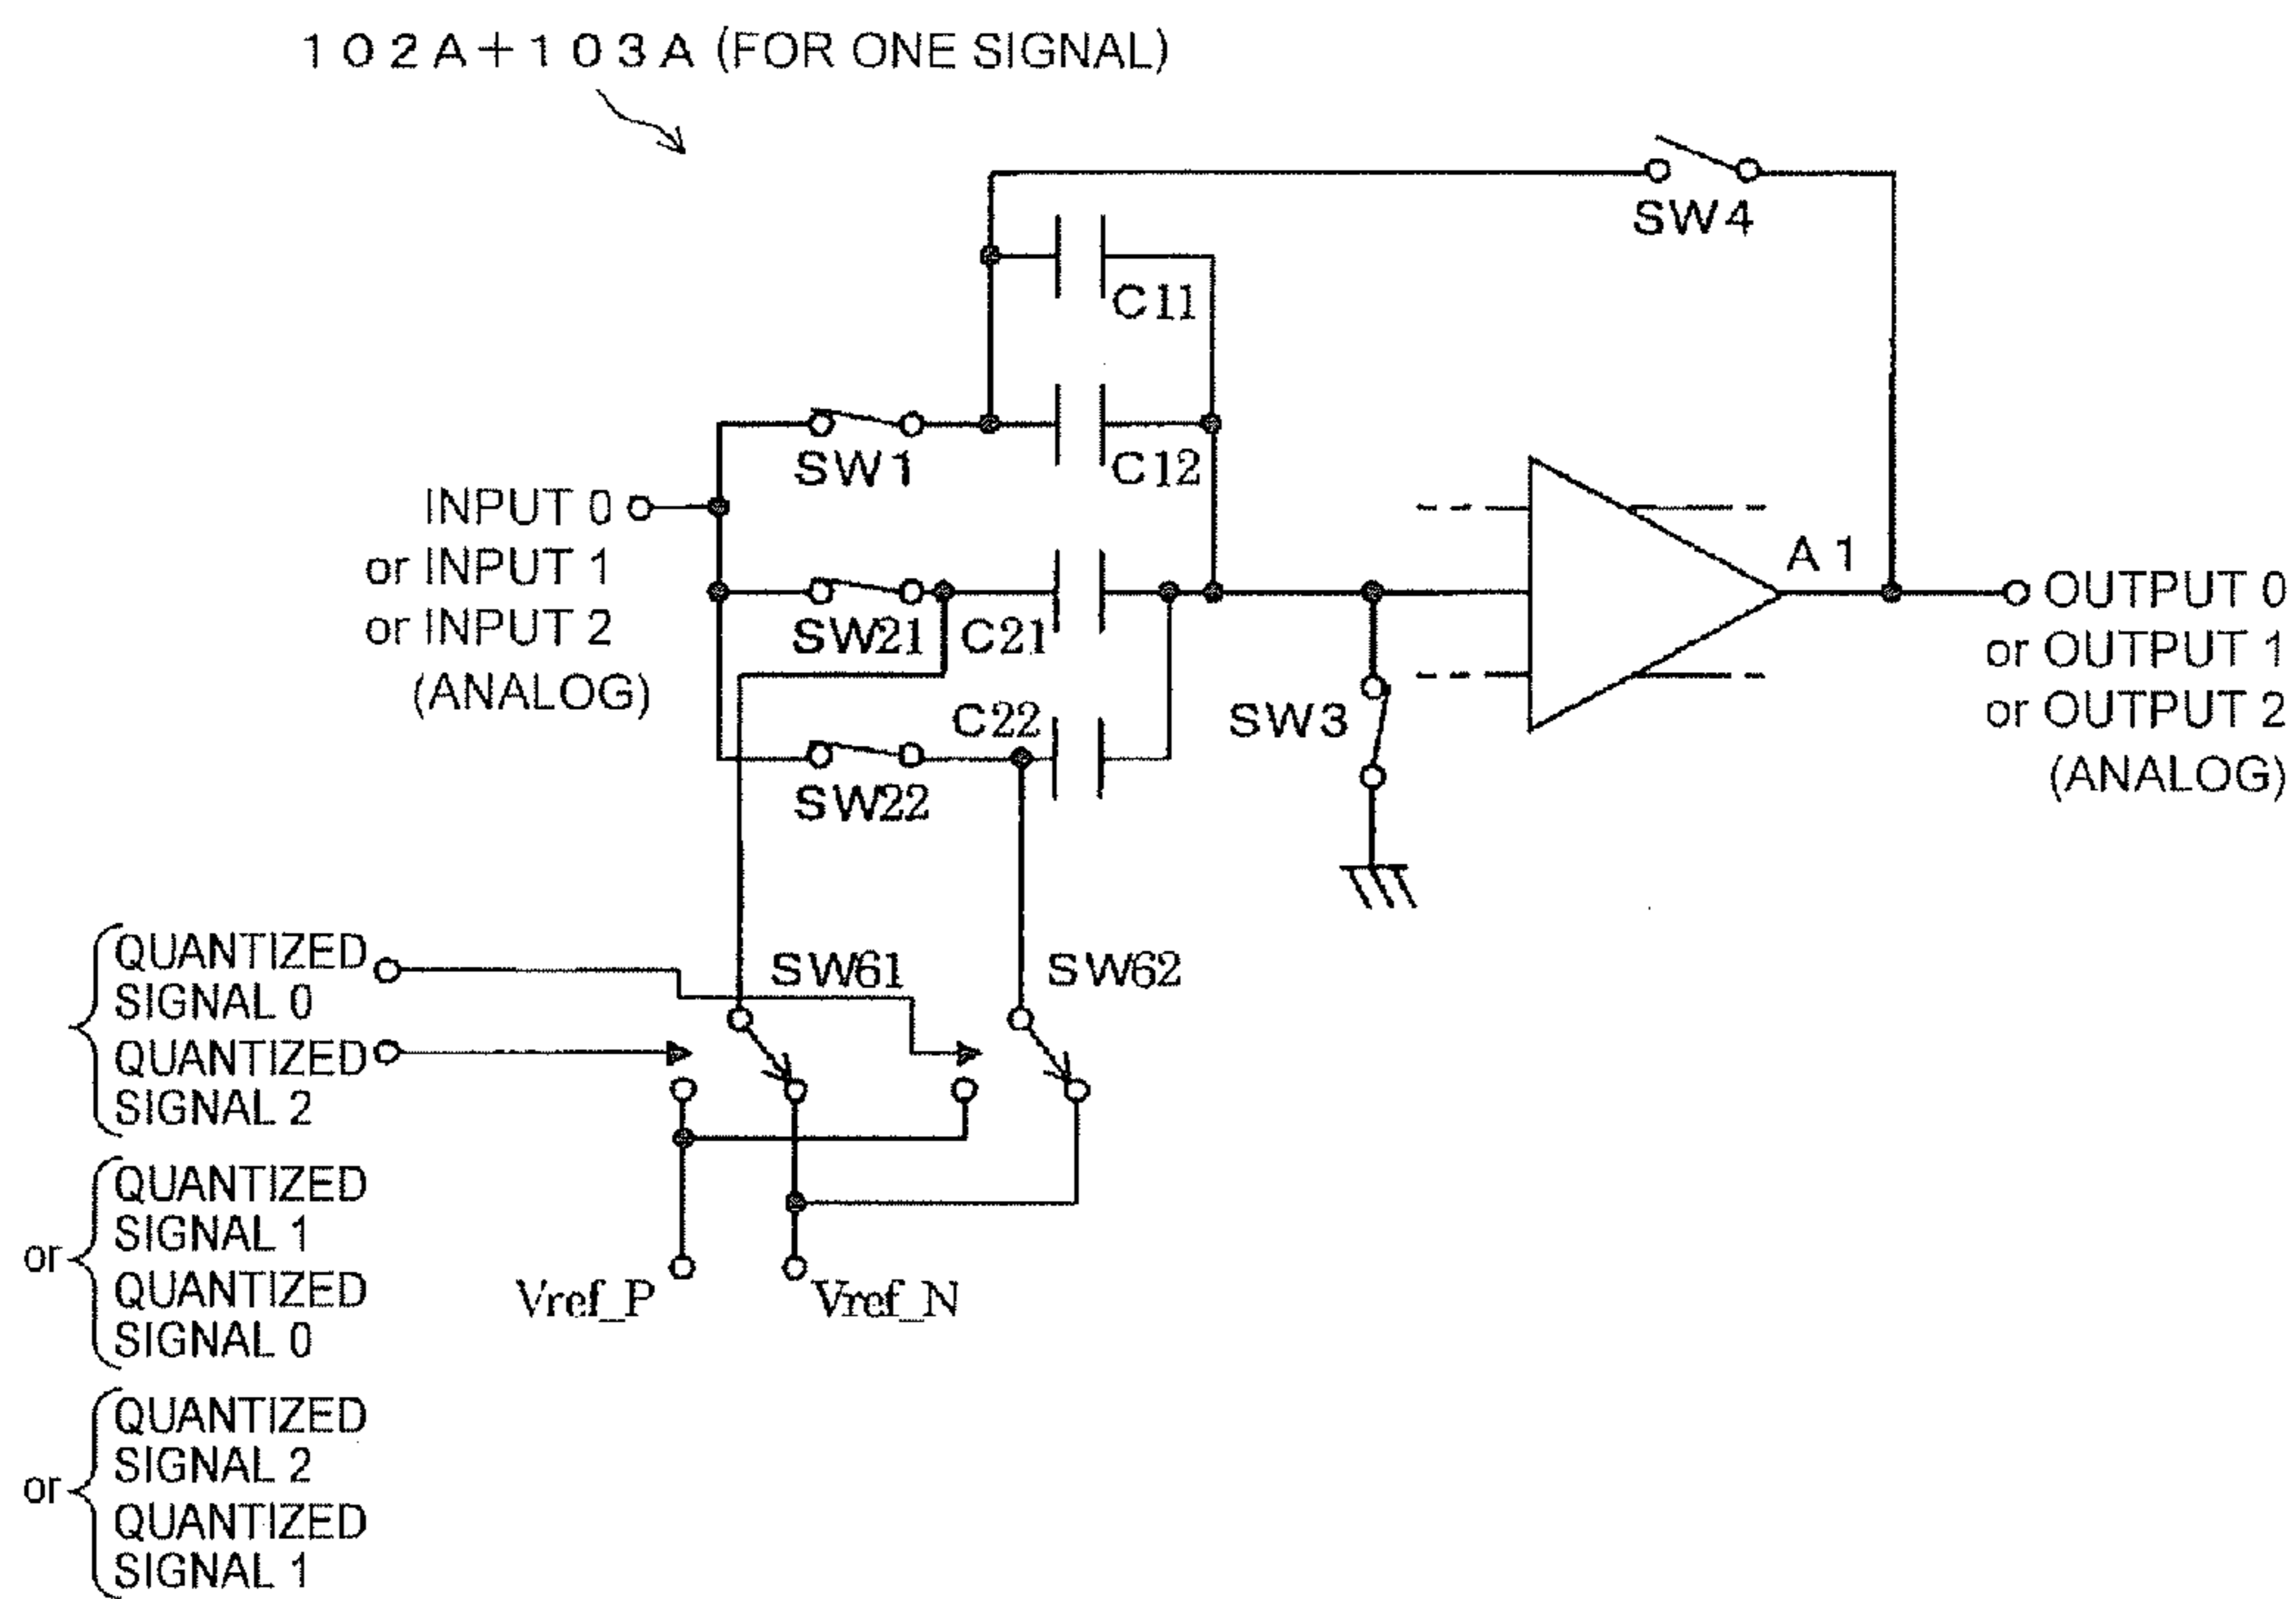 102A+103A (FOR ONE SIGNAL)
SW4
C11
C12
SW1
INPUT 0
or INPUT 1
or INPUT 2
(ANALOG)
SW21
C21
C22
SW22
SW3
A1
OUTPUT 0
or OUTPUT 1
or OUTPUT 2
(ANALOG)
QUANTIZED
SIGNAL 0
QUANTIZED
SIGNAL 2
SW61
SW62
or
QUANTIZED
SIGNAL 1
QUANTIZED
SIGNAL 0
Vref_P
Vref_N
or
QUANTIZED
SIGNAL 2
QUANTIZED
SIGNAL 1